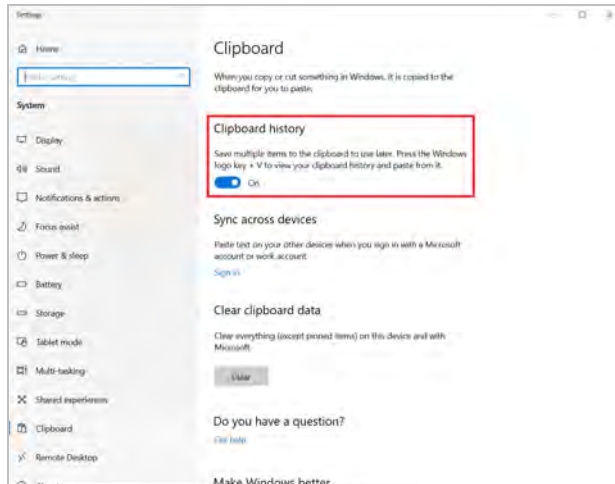 Settings
Home
System
Display
Sound
Notifications & actions
Focus assist
Power & sleep
Battery
Storage
Tablet mode
Multi-tasking
Shared experiences
Clipboard
Remote Desktop
Clipboard
When you copy or cut something in Windows, it is copied to the
clipboard for you to paste.
Clipboard history
Save multiple items to the clipboard to use later. Press the Windows
logo key + V to view your clipboard history and paste from it.
On
Sync across devices
Paste text on your other devices when you sign in with a Microsoft
account or work account.
Sign in
Clear clipboard data
Clear everything (except pinned items) on this device and with
Microsoft.
Clear
Do you have a question?
Get help
Make Windows better